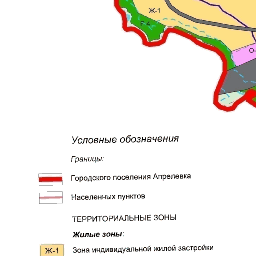 Ж-1
Условные обозначения
Границы:
Городского поселения Апрелевка
Населенных пунктов
ТЕРРИТОРИАЛЬНЫЕ ЗОНЫ
Жилые зоны:
Ж-1 Зона индивидуальной жилой застройки